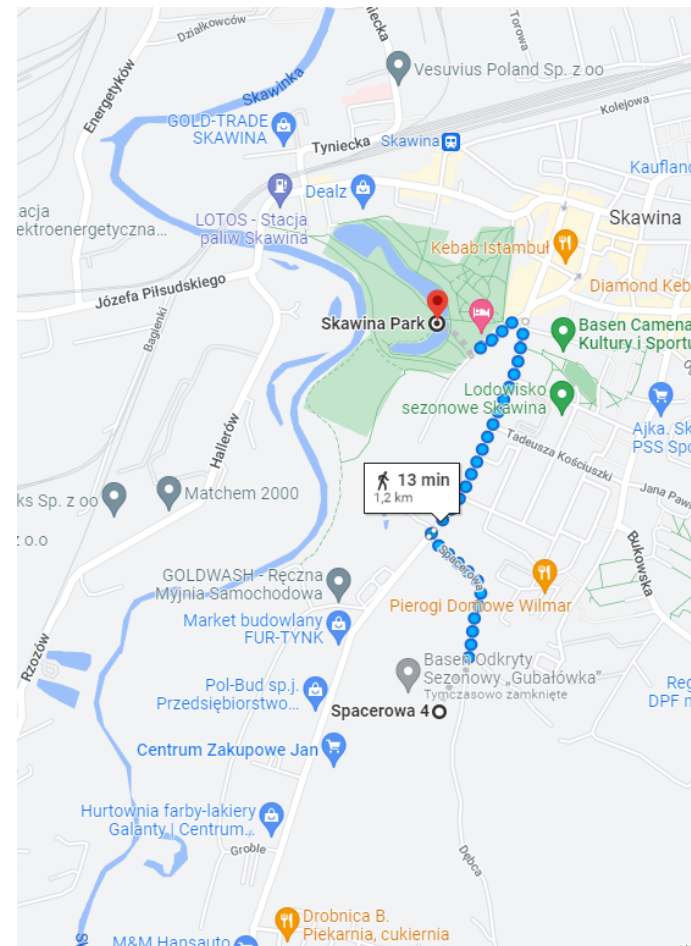 Działkowców
Torowa
Tyniecka
Vesuvius Poland Sp. z oo
Energetyków
Skawinka
Kolejowa
GOLD-TRADE
SKAWINA
Tyniecka
Skawina
Kaufland
Dealz
acja
ektroenergetyczna...
LOTOS - Stacja
paliw Skawina
Skawina
Kebab Istambuł
Józefa Piłsudskiego
Diamond Keb
Skawina Park
Bagienki
Basen Camena
Kultury i Sportu
Lodowisko
sezonowe Skawina
Hallerów
Ajka. Sk
PSS Spo
Tadeusza Kościuszki
13 min
1,2 km
ks Sp. z oo
Matchem 2000
Jana Pawi
z o.o
Bukowska
Spacerowa
GOLDWASH - Ręczna
Myjnia Samochodowa
Pierogi Domowe Wilmar
Market budowlany
FUR-TYNK
Rzozów
Basen Odkryty
Sezonowy „Gubałówka”
Tymczasowo zamknięte
Pol-Bud sp.j.
Przedsiębiorstwo...
Reg
DPF n
Spacerowa 4
Centrum Zakupowe Jan
Hurtownia farby-lakiery
Galanty | Centrum...
Groble
Dębca
Drobnica B.
Piekarnia, cukiernia
M&M Hansauto